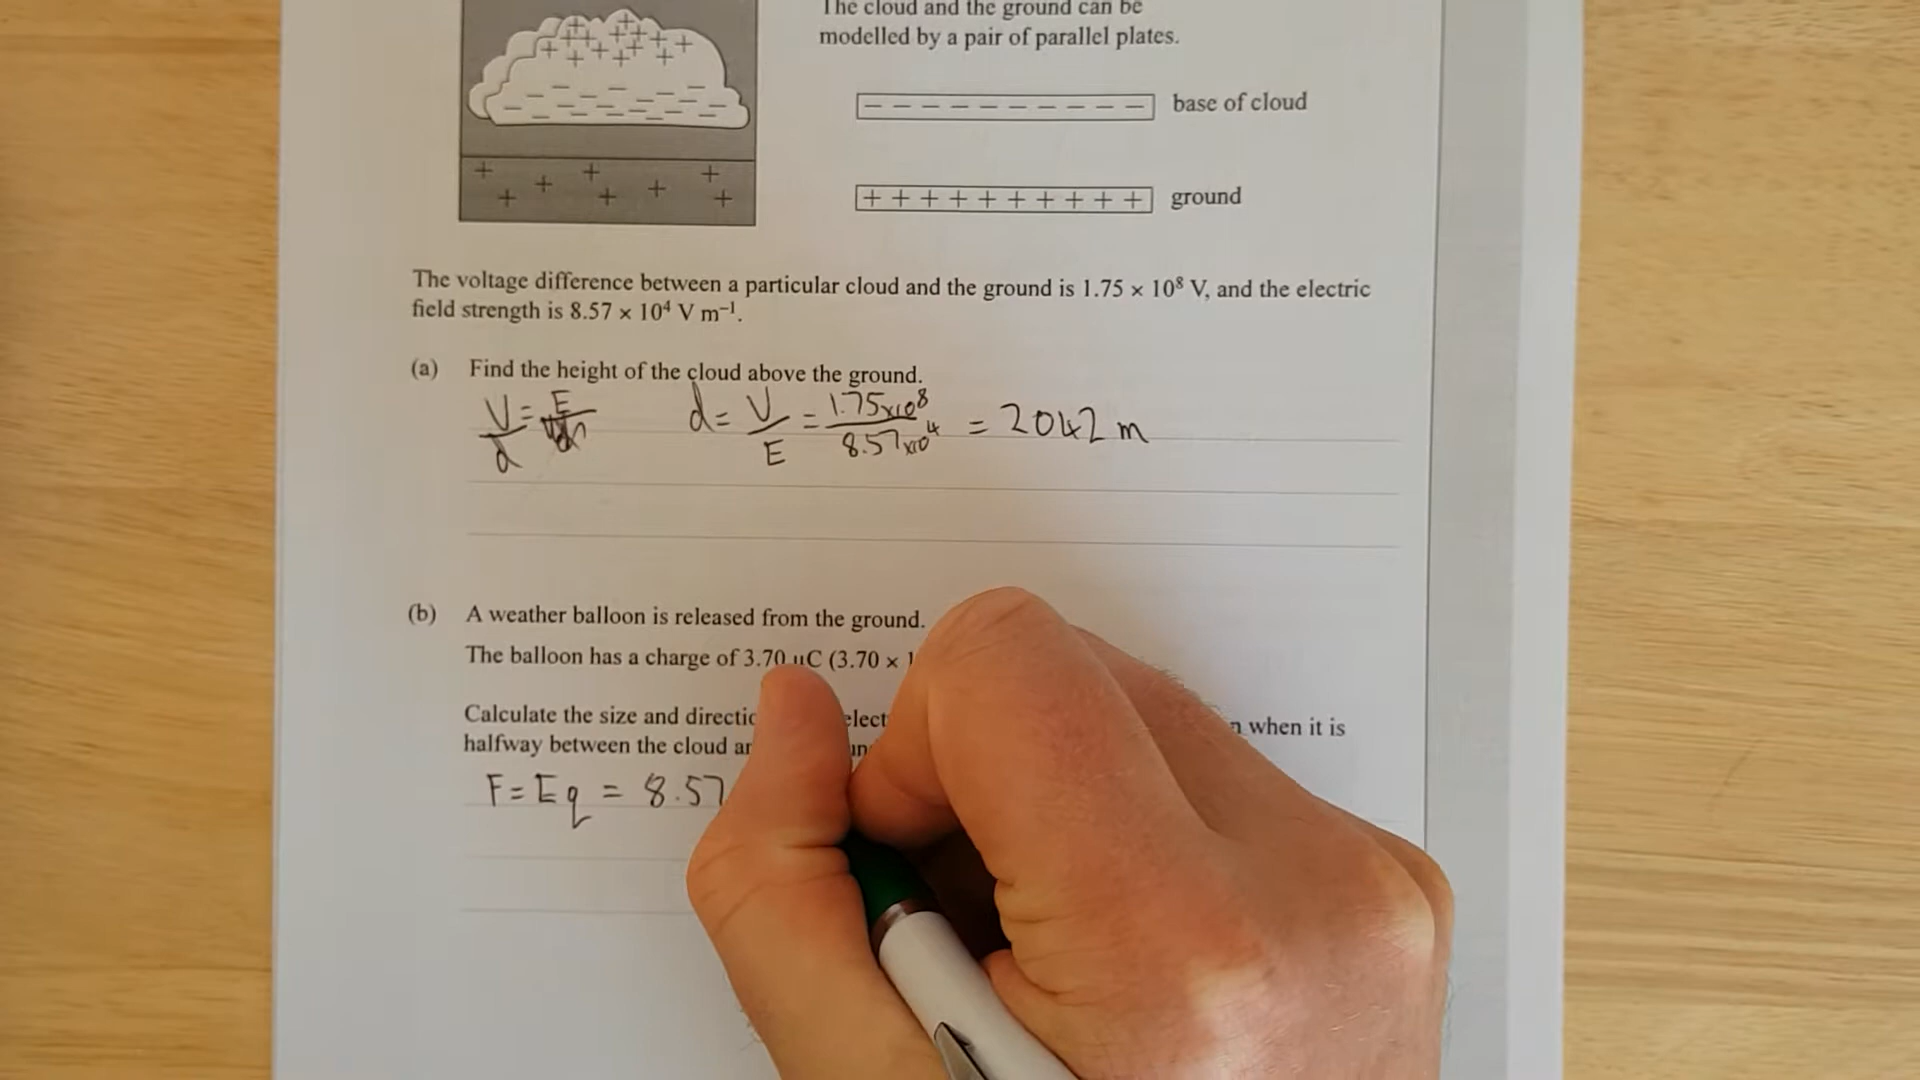 The cloud and the ground can be
modelled by a pair of parallel plates.
base of cloud
ground
The voltage difference between a particular cloud and the ground is 1.75 × 10⁸ V, and the electric
field strength is 8.57 × 10⁴ V m⁻¹.
(a) Find the height of the cloud above the ground.
V/d = E d = V/E = 1.75×10⁸/8.57×10⁴ = 2042 m
(b) A weather balloon is released from the ground.
The balloon has a charge of 3.70 μC (3.70 ×
Calculate the size and when it is
halfway between the cloud
F = Eq = 8.57